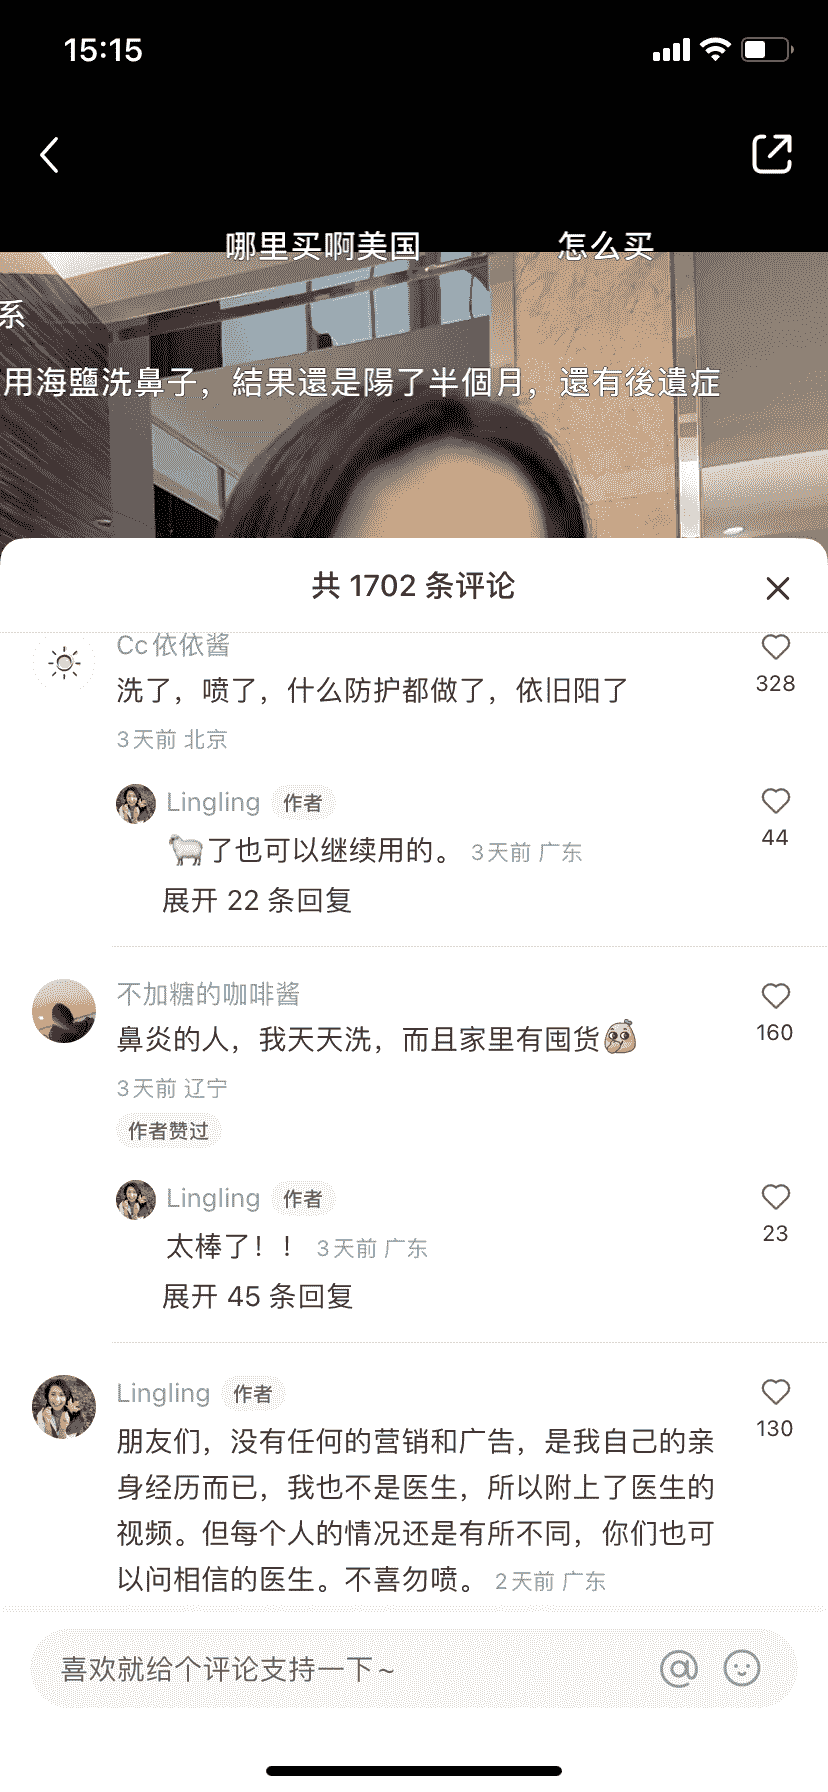 15:15
哪里买啊美国 怎么买
系
用海鹽洗鼻子，結果還是陽了半個月，還有後遺症
共 1702 条评论
Cc依依酱
洗了，喷了，什么防护都做了，依旧阳了
328
3天前 北京
Lingling 作者
🐑了也可以继续用的。 3天前 广东
44
展开 22 条回复
不加糖的咖啡酱
鼻炎的人，我天天洗，而且家里有囤货
160
3天前 辽宁
作者赞过
Lingling 作者
太棒了！！ 3天前 广东
23
展开 45 条回复
Lingling 作者
130
朋友们，没有任何的营销和广告，是我自己的亲
身经历而已，我也不是医生，所以附上了医生的
视频。但每个人的情况还是有所不同，你们也可
以问相信的医生。不喜勿喷。 2天前 广东
喜欢就给个评论支持一下~